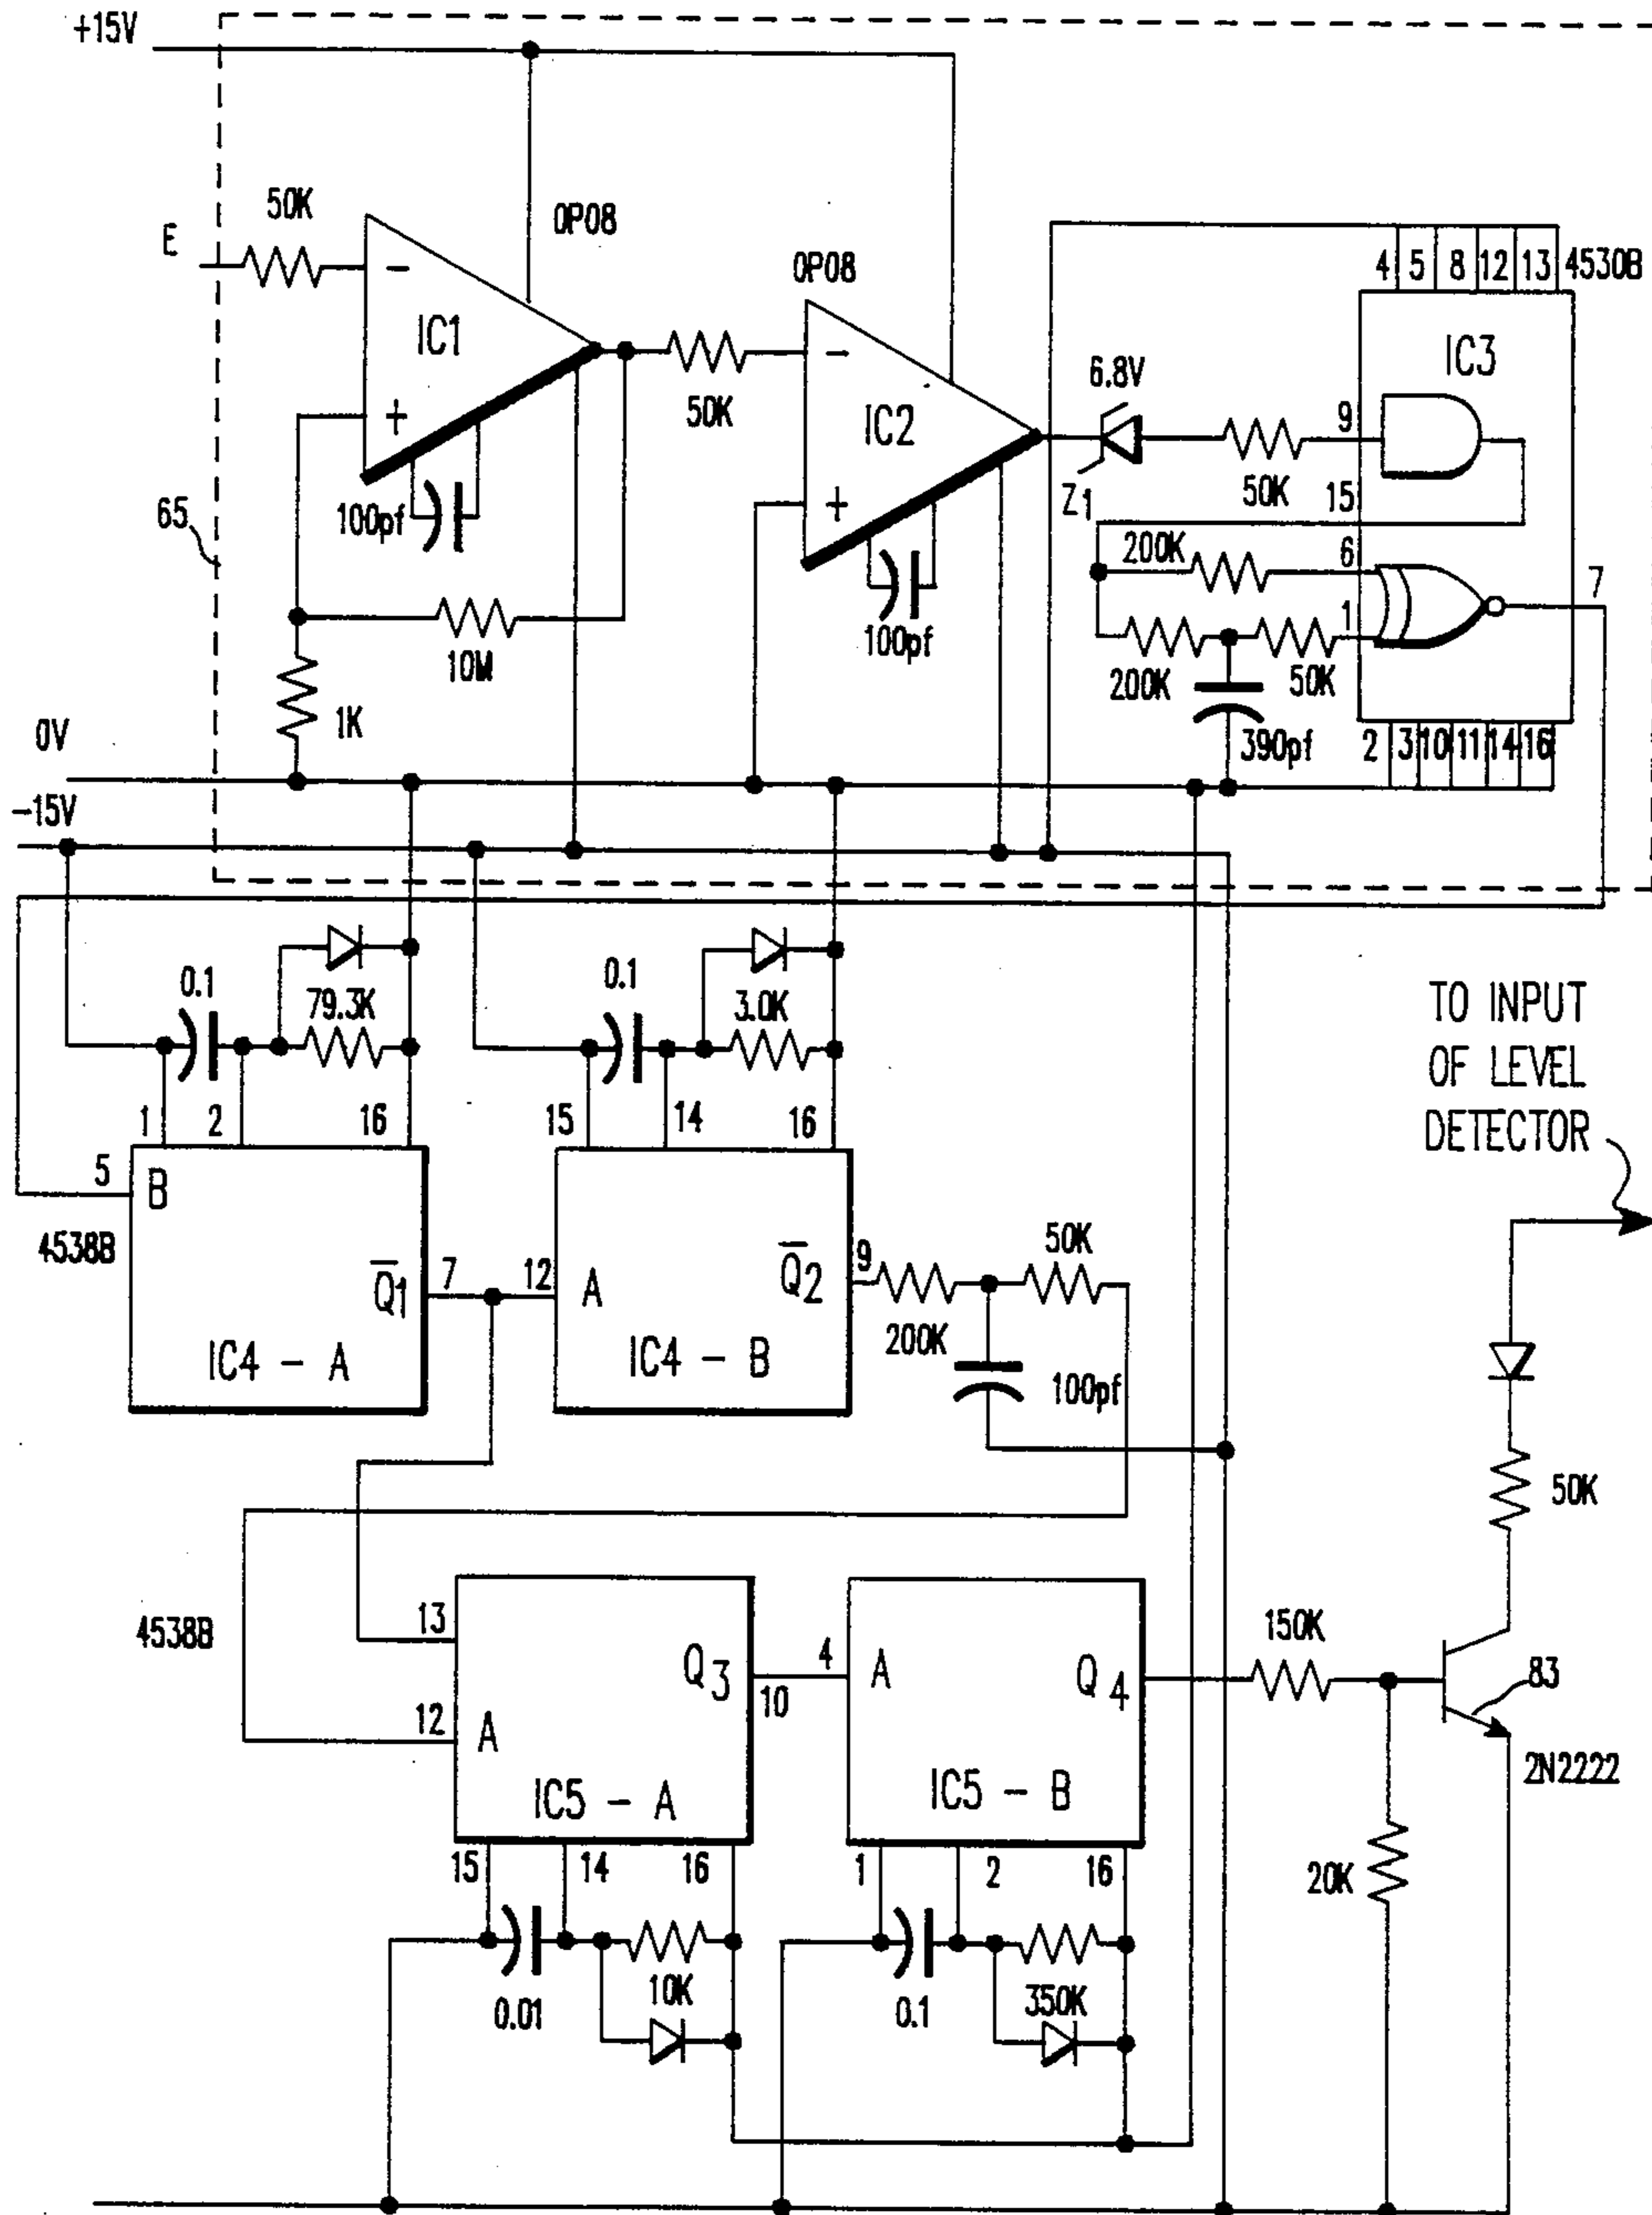 +15V
50K
E
OP08
OP08
4 5 8 12 13 4530B
IC1
IC3
6.8V
50K
IC2
9
Z1
50K
15
65
100pf
200K
6
7
10M
100pf
1
200K
50K
1K
0V
390pf
2 3 10 11 14 16
-15V
0.1
79.3K
0.1
3.0K
TO INPUT
OF LEVEL
DETECTOR
1 2 16
15 14 16
5
B
50K
4538B
Q̅1
7
12
A
Q̅2
9
200K
IC4 - A
IC4 - B
100pf
50K
4538B
13
150K
Q3
4
A
Q4
83
10
12
A
2N2222
IC5 - A
IC5 - B
15 14 16
1 2 16
20K
10K
350K
0.01
0.1